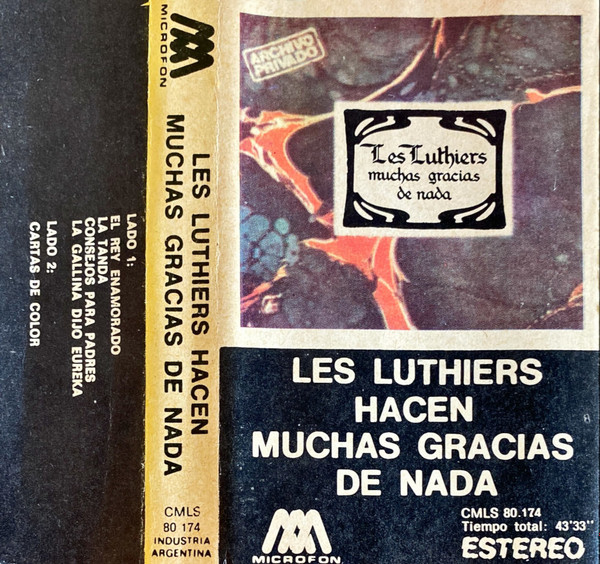 LADO 1:
EL REY ENAMORADO
LA TANDA
CONSEJOS PARA PADRES
LA GALLINA DIJO EUREKA
LADO 2:
CARTAS DE COLOR
MICROFON
LES LUTHIERS HACEN
MUCHAS GRACIAS DE NADA
CMLS
80 174
INDUSTRIA
ARGENTINA
ARCHIVO
PRIVADO
Les Luthiers
muchas gracias
de nada
LES LUTHIERS
HACEN
MUCHAS GRACIAS
DE NADA
MICROFON
CMLS 80.174
Tiempo total: 43'33"
ESTEREO